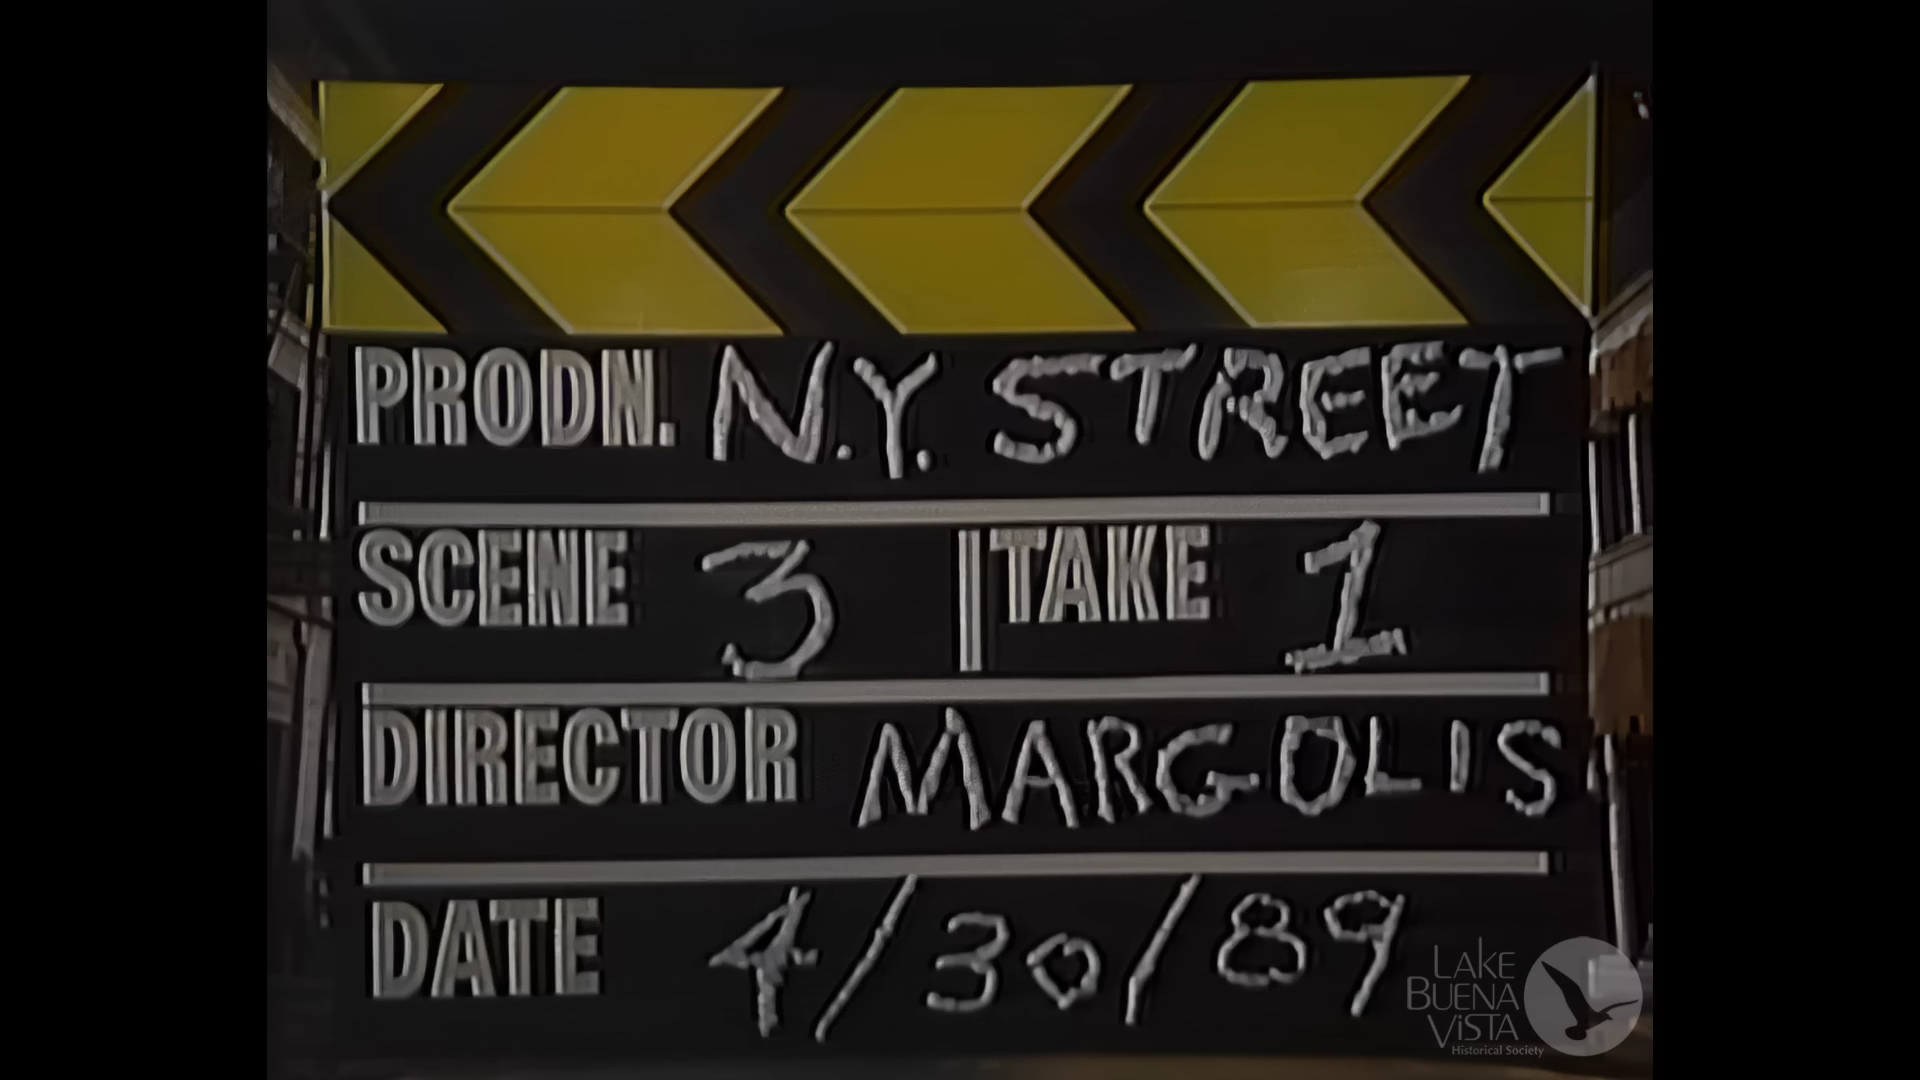 PRODN. N.Y. STREET
SCENE 3 TAKE 1
DIRECTOR MARGOLIS
DATE 4/30/89
LAKE
BUENA
VISTA
Historical Society